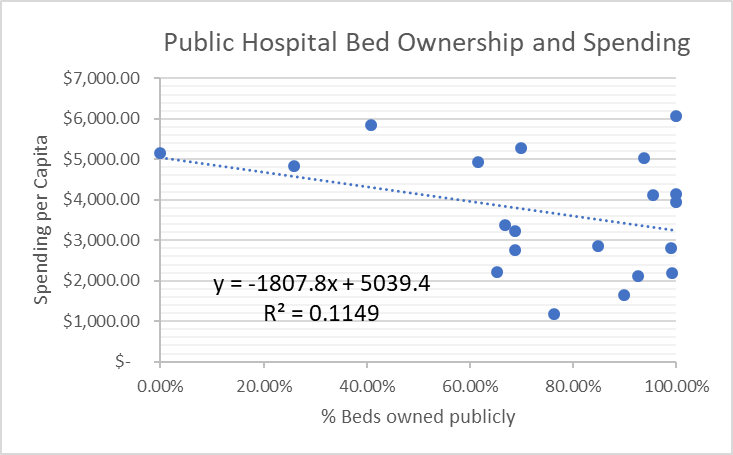 Public Hospital Bed Ownership and Spending
$7,000.00
$6,000.00
$5,000.00
$4,000.00
$3,000.00
$2,000.00
$1,000.00
$-
Spending per Capita
y = -1807.8x + 5039.4
R² = 0.1149
0.00% 20.00% 40.00% 60.00% 80.00% 100.00%
% Beds owned publicly